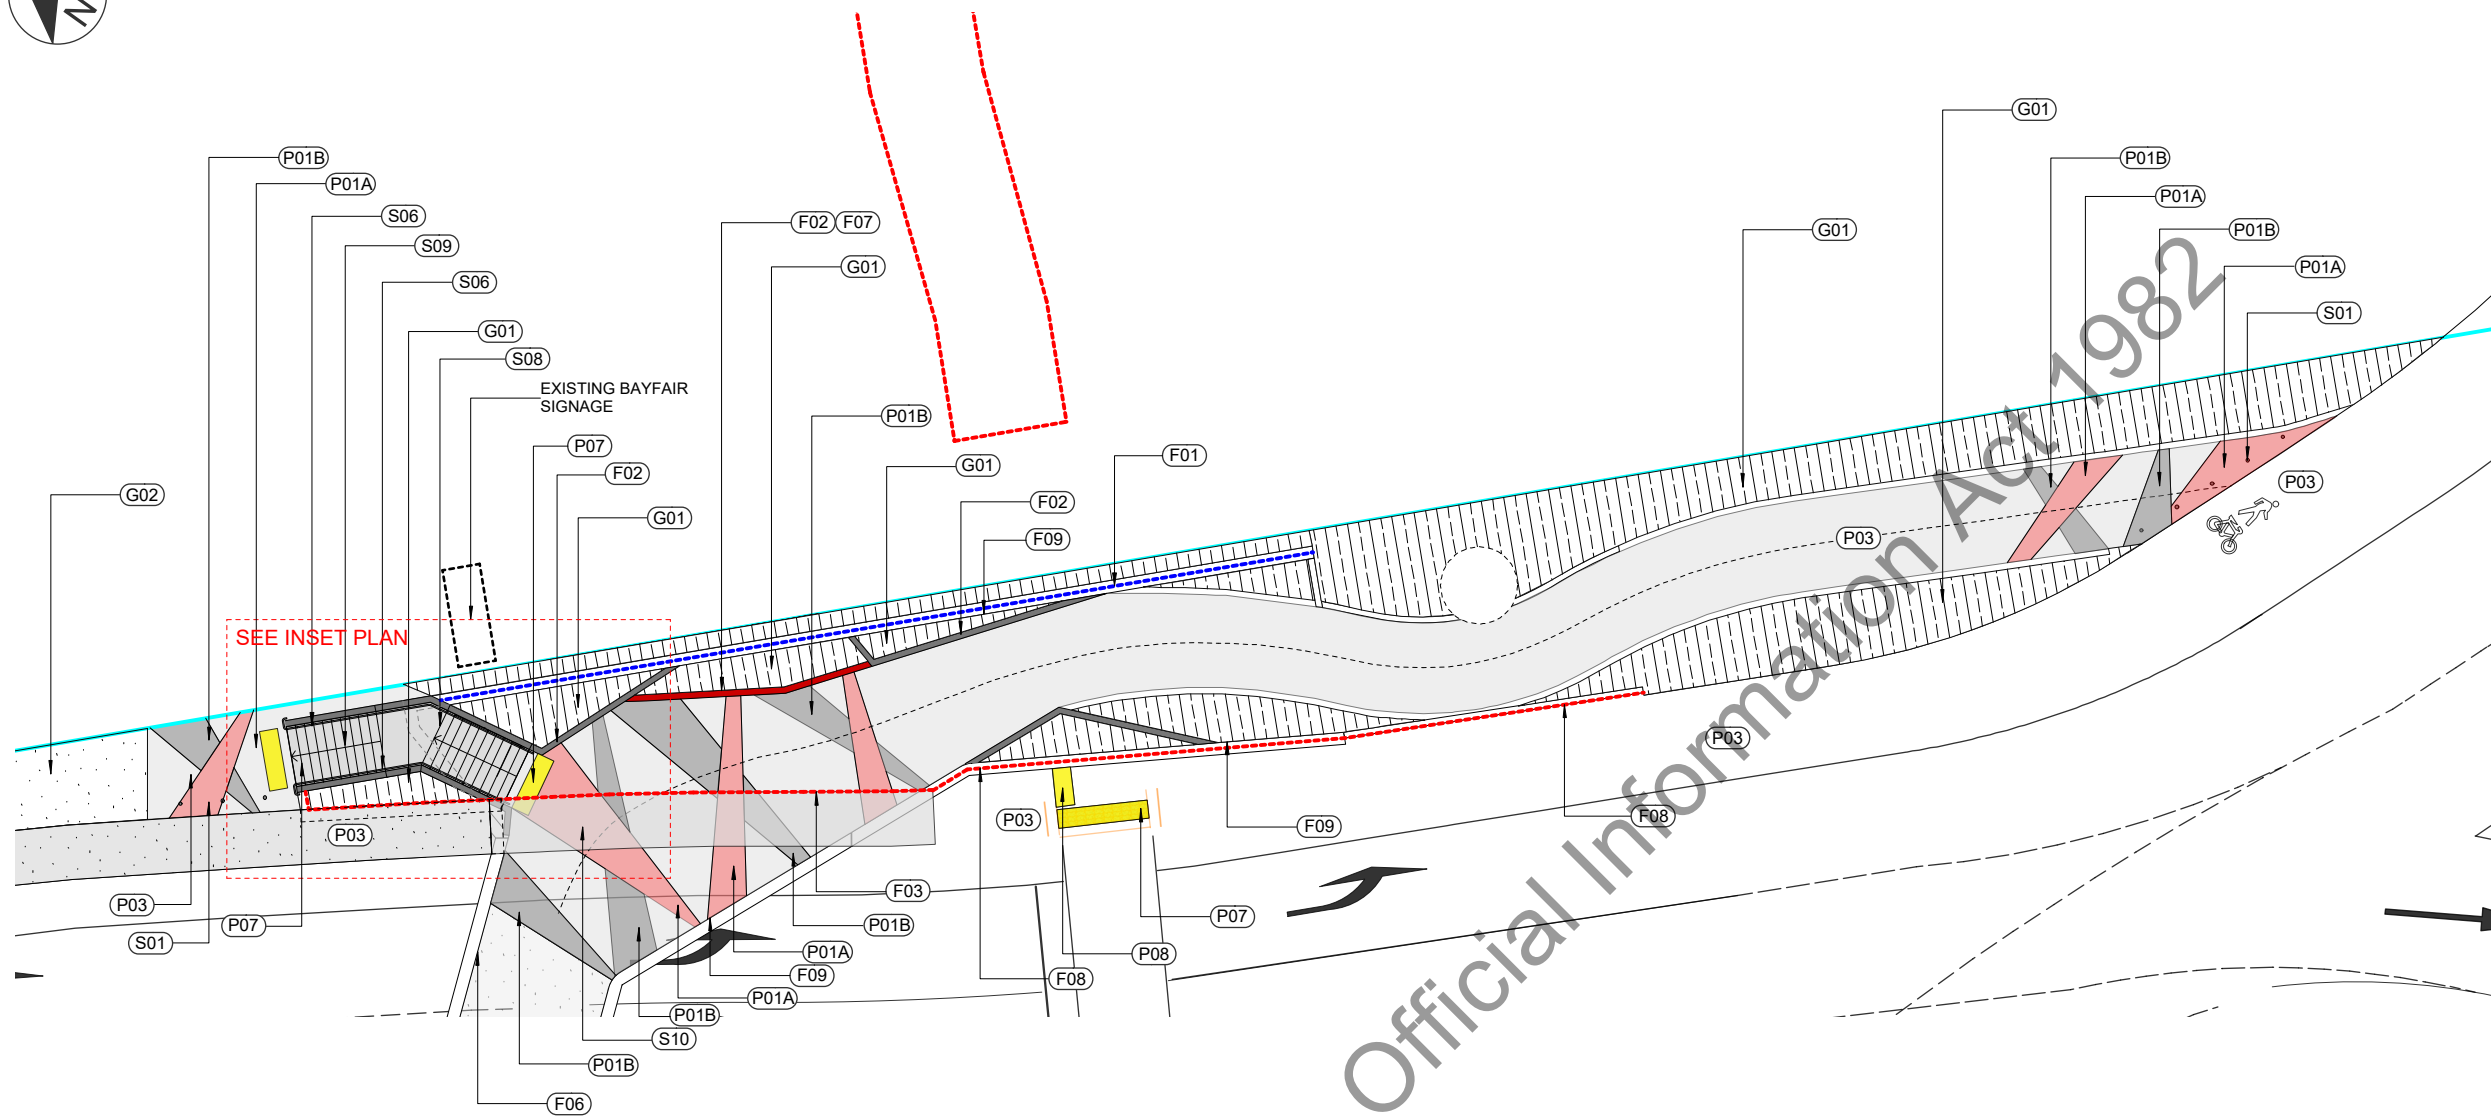 N
G01
P01B
P01B
P01A
P01A
S06
F02 F07
G01
P01B
S09
G01
P01A
S06
S01
G01
S08
EXISTING BAYFAIR
SIGNAGE
P01B
P07
F01
F02
G01
P03
G02
F02
G01
F09
P03
SEE INSET PLAN
P03
P03
P03
F08
F09
F03
P03
P07
P07
P01B
S01
P01A
P08
F09
F08
P01A
P01B
S10
P01B
F06
Official Information Act 1982